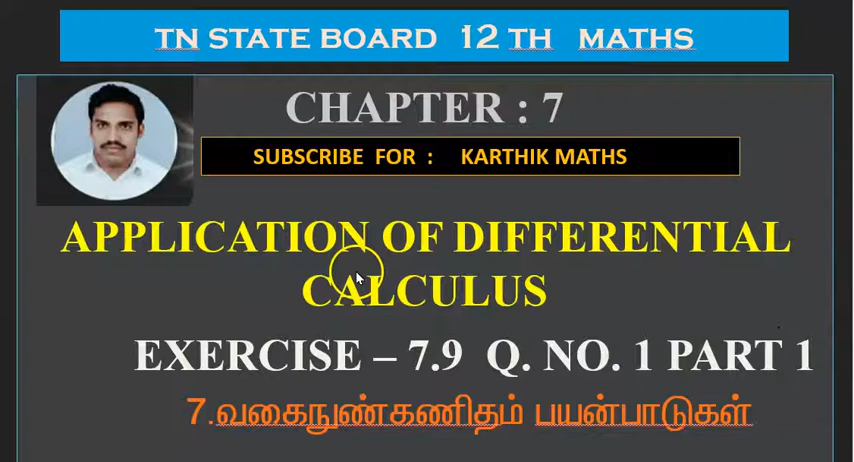 TN STATE BOARD 12 TH MATHS
CHAPTER : 7
SUBSCRIBE FOR : KARTHIK MATHS
APPLICATION OF DIFFERENTIAL
CALCULUS
EXERCISE – 7.9 Q. NO. 1 PART 1
7.வகைநுண்கணிதம் பயன்பாடுகள்